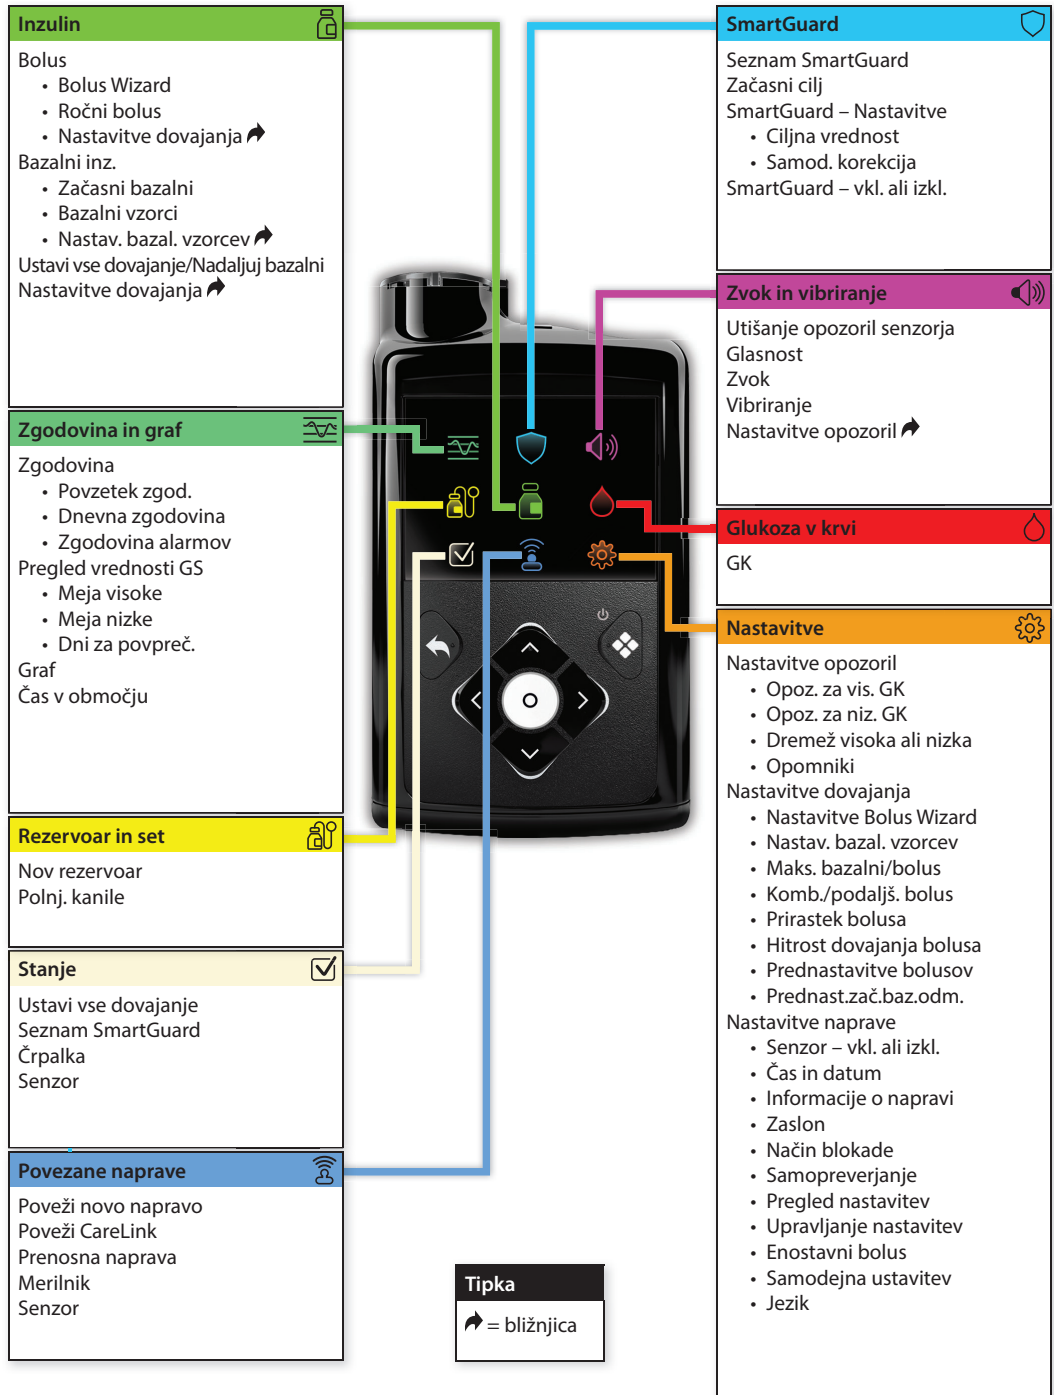 Inzulin
Bolus
• Bolus Wizard
• Ročni bolus
• Nastavitve dovajanja
Bazalni inz.
• Začasni bazalni
• Bazalni vzorci
• Nastav. bazal. vzorcev
Ustavi vse dovajanje/Nadaljuj bazalni
Nastavitve dovajanja
Zgodovina in graf
Zgodovina
• Povzetek zgod.
• Dnevna zgodovina
• Zgodovina alarmov
Pregled vrednosti GS
• Meja visoke
• Meja nizke
• Dni za povpreč.
Graf
Čas v območju
Rezervoar in set
Nov rezervoar
Polnj. kanile
Stanje
Ustavi vse dovajanje
Seznam SmartGuard
Črpalka
Senzor
Povezane naprave
Poveži novo napravo
Poveži CareLink
Prenosna naprava
Merilnik
Senzor
SmartGuard
Seznam SmartGuard
Začasni cilj
SmartGuard – Nastavitve
• Ciljna vrednost
• Samod. korekcija
SmartGuard – vkl. ali izkl.
Zvok in vibriranje
Utišanje opozoril senzorja
Glasnost
Zvok
Vibriranje
Nastavitve opozoril
Glukoza v krvi
GK
Nastavitve
Nastavitve opozoril
• Opoz. za vis. GK
• Opoz. za niz. GK
• Dremež visoka ali nizka
• Opomniki
Nastavitve dovajanja
• Nastavitve Bolus Wizard
• Nastav. bazal. vzorcev
• Maks. bazalni/bolus
• Komb./podaljš. bolus
• Prirastek bolusa
• Hitrost dovajanja bolusa
• Prednastavitve bolusov
• Prednast.zač.baz.odm.
Nastavitve naprave
• Senzor – vkl. ali izkl.
• Čas in datum
• Informacije o napravi
• Zaslon
• Način blokade
• Samopreverjanje
• Pregled nastavitev
• Upravljanje nastavitev
• Enostavni bolus
• Samodejna ustavitev
• Jezik
Tipka
= bližnjica